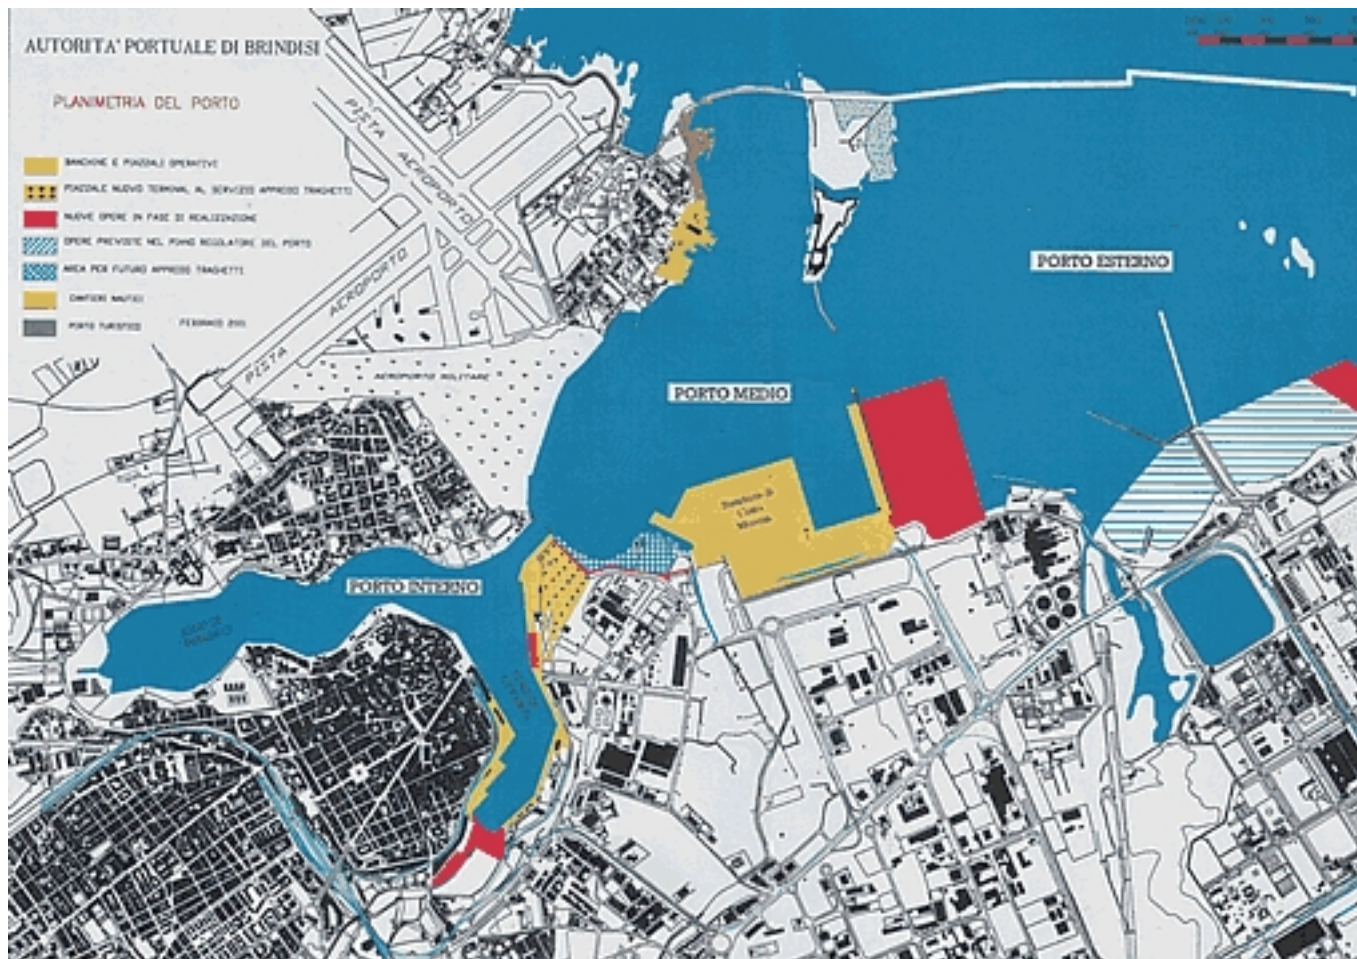 AUTORITA' PORTUALE DI BRINDISI
PLANIMETRIA DEL PORTO
BANCHINE E PIAZZALI OPERATIVI
PIAZZALE NUOVO TERMINAL AL SERVIZIO APPRODO TRAGHETTI
NUOVE OPERE IN FASE DI REALIZZAZIONE
OPERE PREVISTE NEL PIANO REGOLATORE DEL PORTO
AREA PER FUTURO APPRODO TRAGHETTI
CANTIERI NAUTICI
PORTO TURISTICO
FEBBRAIO 2001
PISTA AEROPORTO
PISTA AEROPORTO
AEROPORTO MILITARE
PORTO ESTERNO
PORTO MEDIO
PORTO INTERNO